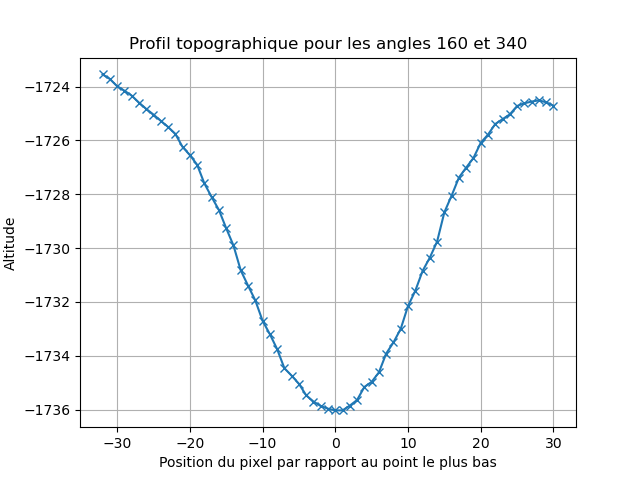 Profil topographique pour les angles 160 et 340
Altitude
−1724
−1726
−1728
−1730
−1732
−1734
−1736
−30 −20 −10 0 10 20 30
Position du pixel par rapport au point le plus bas